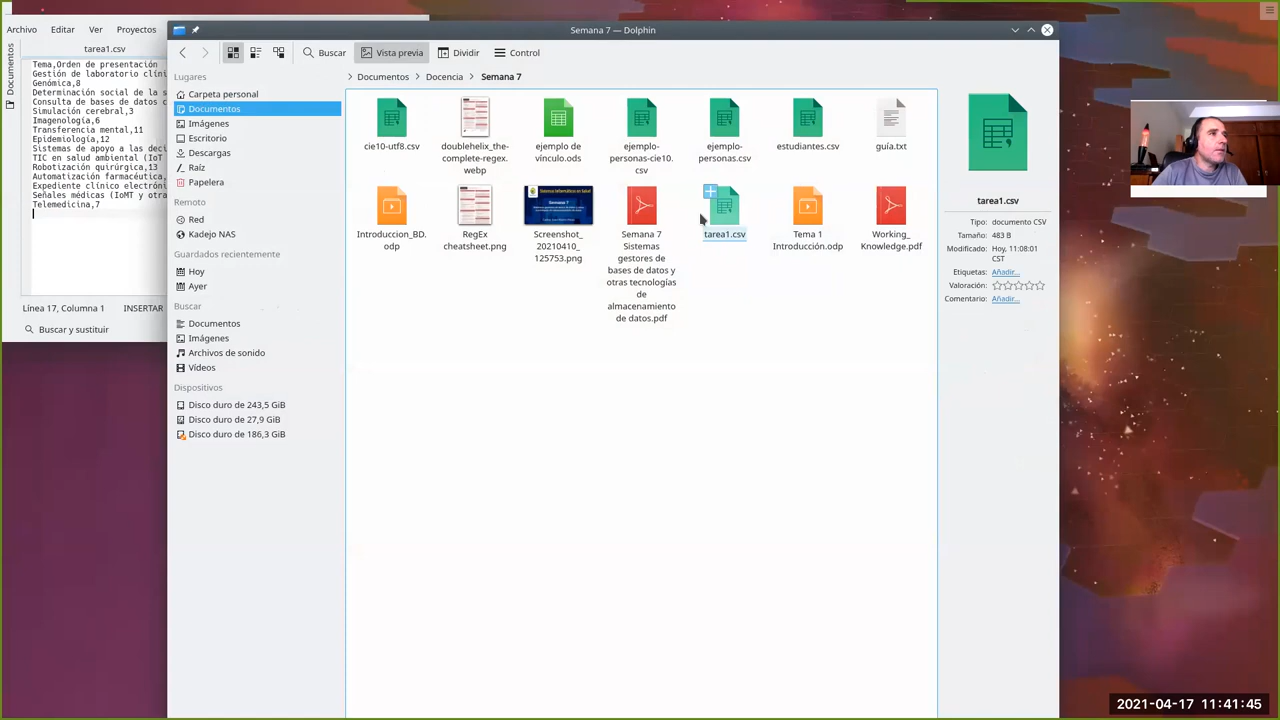 Archivo Editar Ver Proyectos
tarea1.csv
Documentos
Tema,Orden de presentación
Gestión de laboratorio clíni
Genómica,8
Determinación social de la s
Consulta de bases de datos c
Simulación cerebral,3
Imagenología,6
Transferencia mental,11
Epidemiología,12
Sistemas de apoyo a las deci
TIC en salud ambiental (IoT
Robotización quirúrgica,13
Automatización farmacéutica,
Expediente clínico electróni
Señales médicas (IoMT y otra
Telemedicina,7
Línea 17, Columna 1 INSERTAR
Buscar y sustituir
Semana 7 — Dolphin
Buscar Vista previa Dividir Control
Lugares
Carpeta personal
Documentos
Imágenes
Escritorio
Descargas
Raíz
Papelera
Remoto
Red
Kadejo NAS
Guardados recientemente
Hoy
Ayer
Buscar
Documentos
Imágenes
Archivos de sonido
Vídeos
Dispositivos
Disco duro de 243,5 GiB
Disco duro de 27,9 GiB
Disco duro de 186,3 GiB
Documentos Docencia Semana 7
cie10-utf8.csv
doublehelix_the-
complete-regex.
webp
ejemplo de
vínculo.ods
ejemplo-
personas-cie10.
csv
ejemplo-
personas.csv
estudiantes.csv
guía.txt
Introduccion_BD.
odp
RegEx
cheatsheet.png
Semana 7
Screenshot_
20210410_
125753.png
Semana 7
Sistemas
gestores de
bases de datos y
otras tecnologías
de
almacenamiento
de datos.pdf
tarea1.csv
Tema 1
Introducción.odp
Working_
Knowledge.pdf
tarea1.csv
Tipo: documento CSV
Tamaño: 483 B
Modificado: Hoy, 11:08:01
CST
Etiquetas: Añadir...
Valoración:
Comentario: Añadir...
2021-04-17 11:41:45